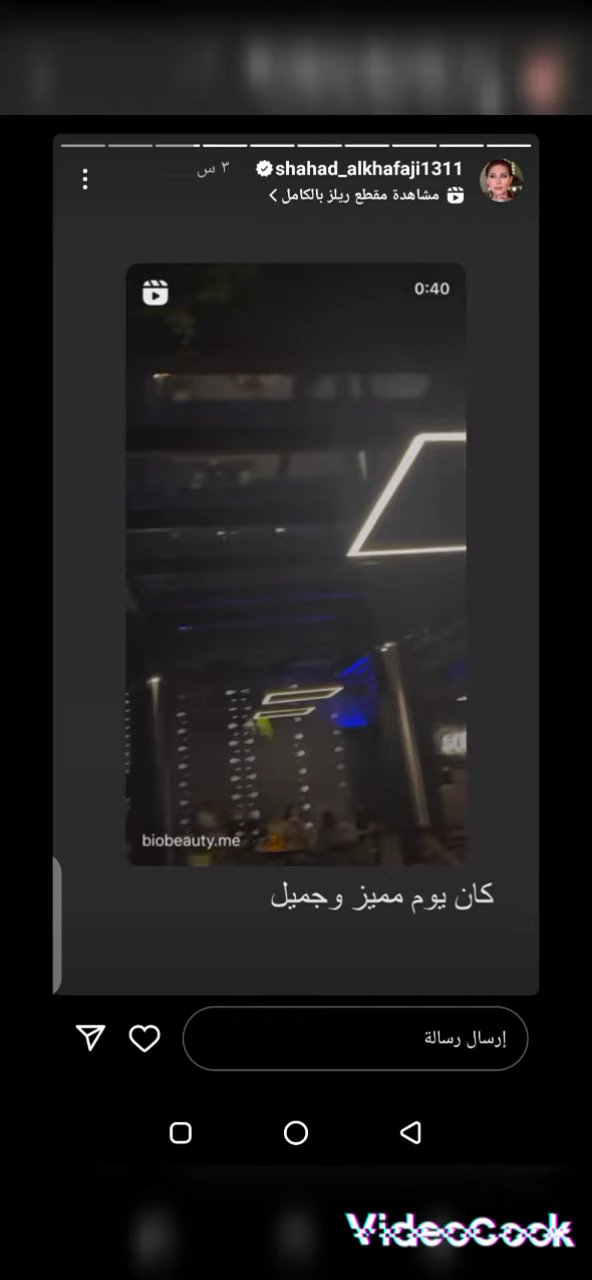 shahad_alkhafaji1311
٣ س
مشاهدة مقطع ريلز بالكامل
0:40
biobeauty.me
كان يوم مميز وجميل
إرسال رسالة
VideoCook